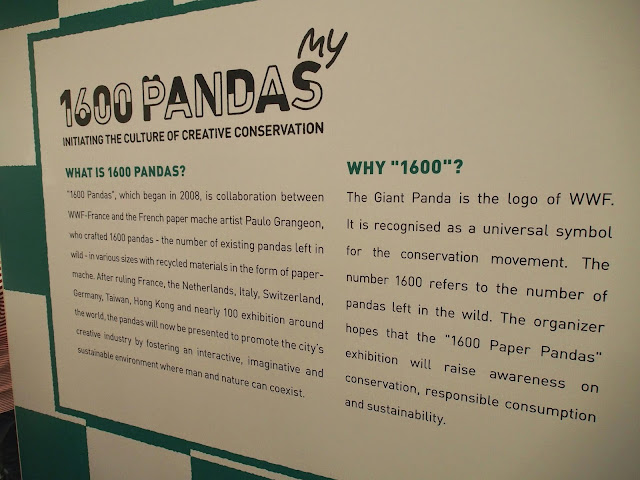 1600 PANDAS MY
INITIATING THE CULTURE OF CREATIVE CONSERVATION
WHAT IS 1600 PANDAS?
"1600 Pandas", which began in 2008, is collaboration between
WWF-France and the French paper mache artist Paulo Grangeon,
who crafted 1600 pandas - the number of existing pandas left in
wild - in various sizes with recycled materials in the form of paper-
mache. After ruling France, the Netherlands, Italy, Switzerland,
Germany, Taiwan, Hong Kong and nearly 100 exhibition around
the world, the pandas will now be presented to promote the city's
creative industry by fostering an interactive, imaginative and
sustainable environment where man and nature can coexist.
WHY "1600"?
The Giant Panda is the logo of WWF.
It is recognised as a universal symbol
for the conservation movement. The
number 1600 refers to the number of
pandas left in the wild. The organizer
hopes that the "1600 Paper Pandas"
exhibition will raise awareness on
conservation, responsible consumption
and sustainability.